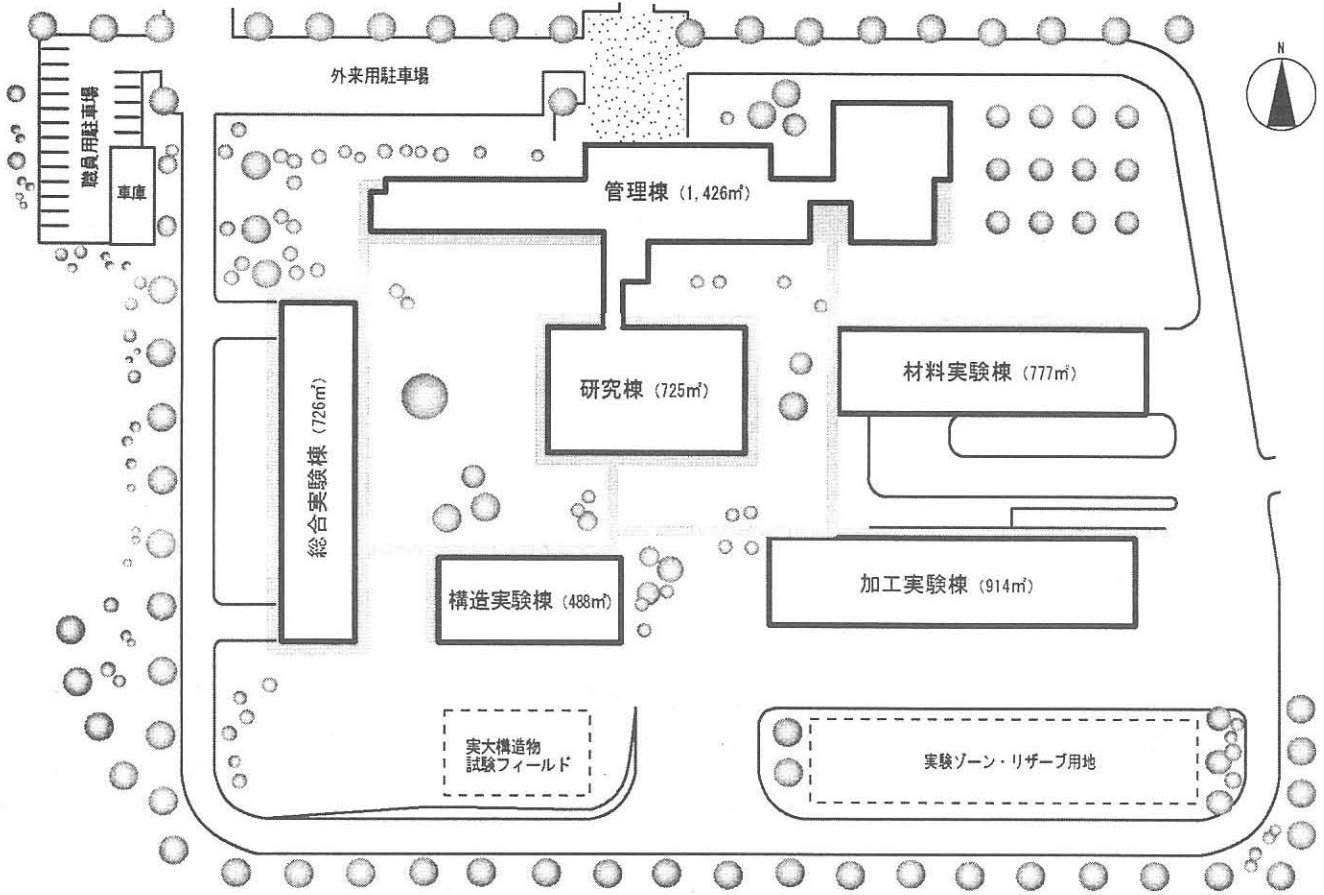 N
外来用駐車場
職員用駐車場
車庫
管理棟 (1,426㎡)
研究棟 (725㎡)
材料実験棟 (777㎡)
総合実験棟 (726㎡)
構造実験棟 (488㎡)
加工実験棟 (914㎡)
実大構造物
試験フィールド
実験ゾーン・リザーブ用地